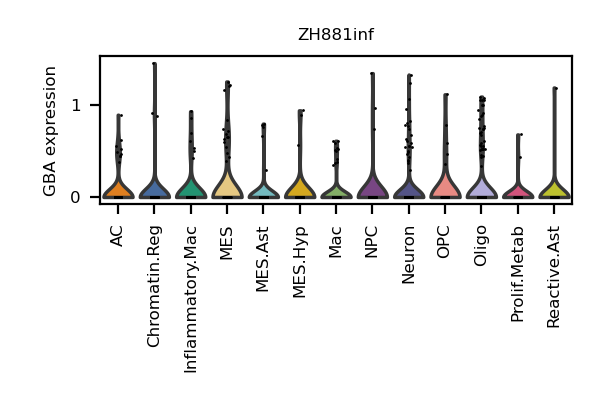 ZH881inf
GBA expression
1
0
AC
Chromatin.Reg
Inflammatory.Mac
MES
MES.Ast
MES.Hyp
Mac
NPC
Neuron
OPC
Oligo
Prolif.Metab
Reactive.Ast